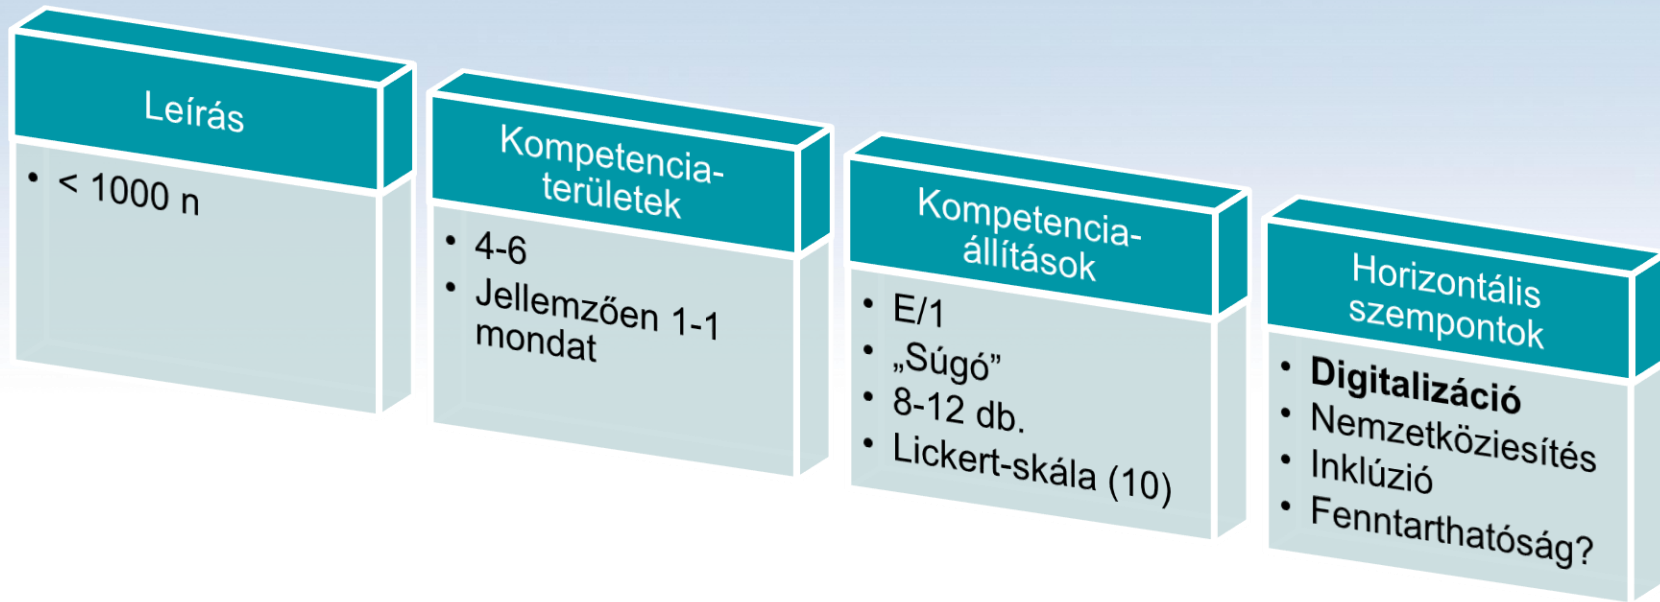 Leírás
• < 1000 n
Kompetencia-
területek
• 4-6
• Jellemzően 1-1
mondat
Kompetencia-
állítások
• E/1
• „Súgó”
• 8-12 db.
• Lickert-skála (10)
Horizontális
szempontok
• Digitalizáció
• Nemzetköziesítés
• Inklúzió
• Fenntarthatóság?